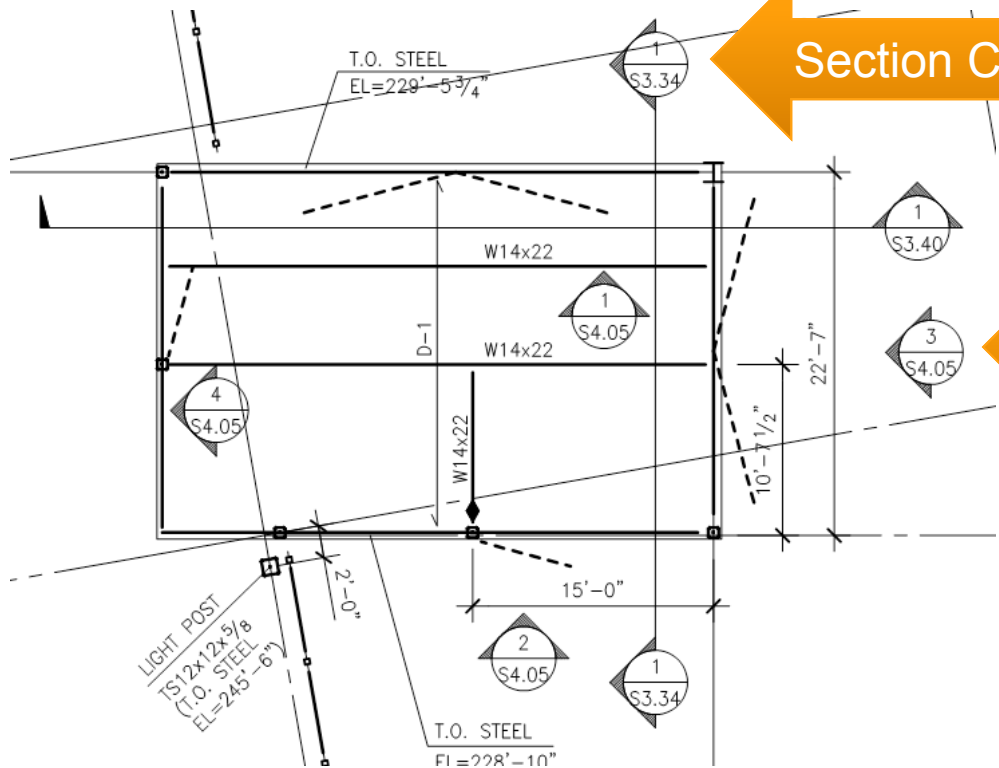 Section C
1
S3.34
T.O. STEEL
EL=229'-5 3/4"
1
S3.40
W14x22
1
S4.05
D-1
3
S4.05
W14x22
22'-7"
4
S4.05
W14x22
10'-7 1/2"
15'-0"
2'-0"
LIGHT POST
TS12x12x5/8
(T.O. STEEL
EL=245'-6")
2
S4.05
1
S3.34
T.O. STEEL
EL=228'-10"